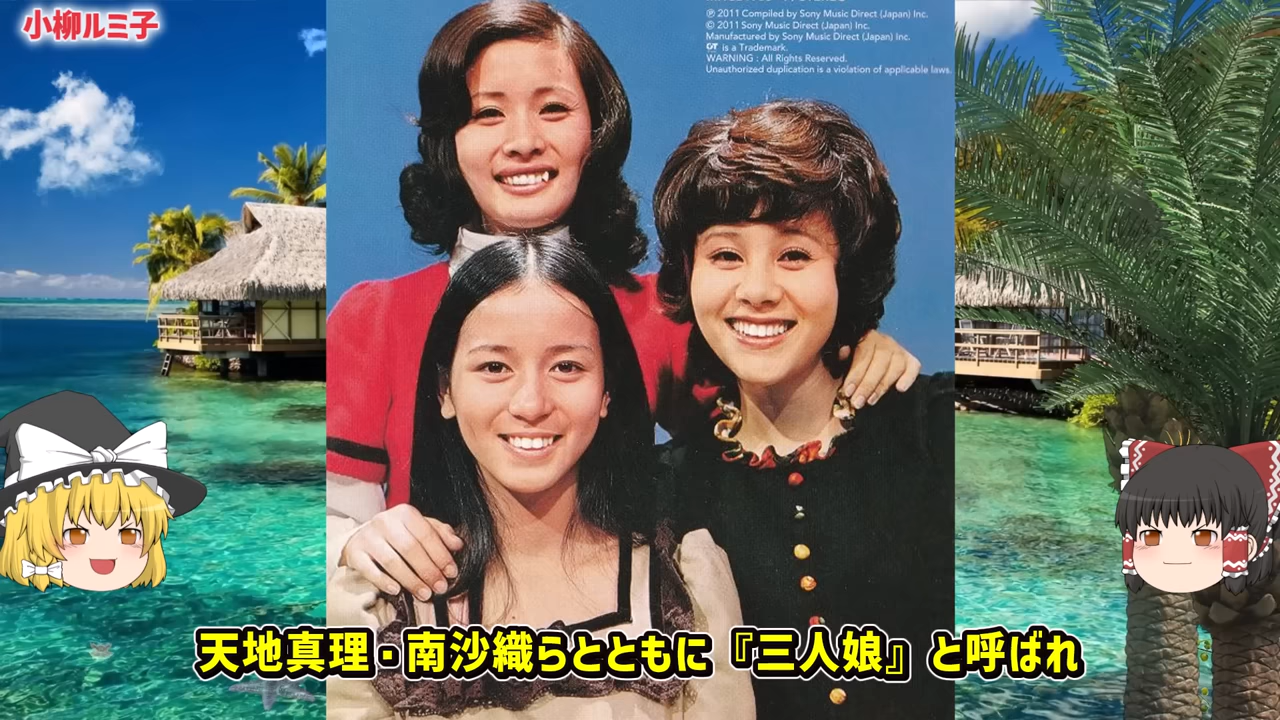 小柳ルミ子
℗ 2011 Compiled by Sony Music Direct (Japan) Inc.
© 2011 Sony Music Direct (Japan) Inc.
Manufactured by Sony Music Direct (Japan) Inc.
GT is a Trademark.
WARNING : All Rights Reserved.
Unauthorized duplication is a violation of applicable laws.
天地真理・南沙織らとともに『三人娘』と呼ばれ